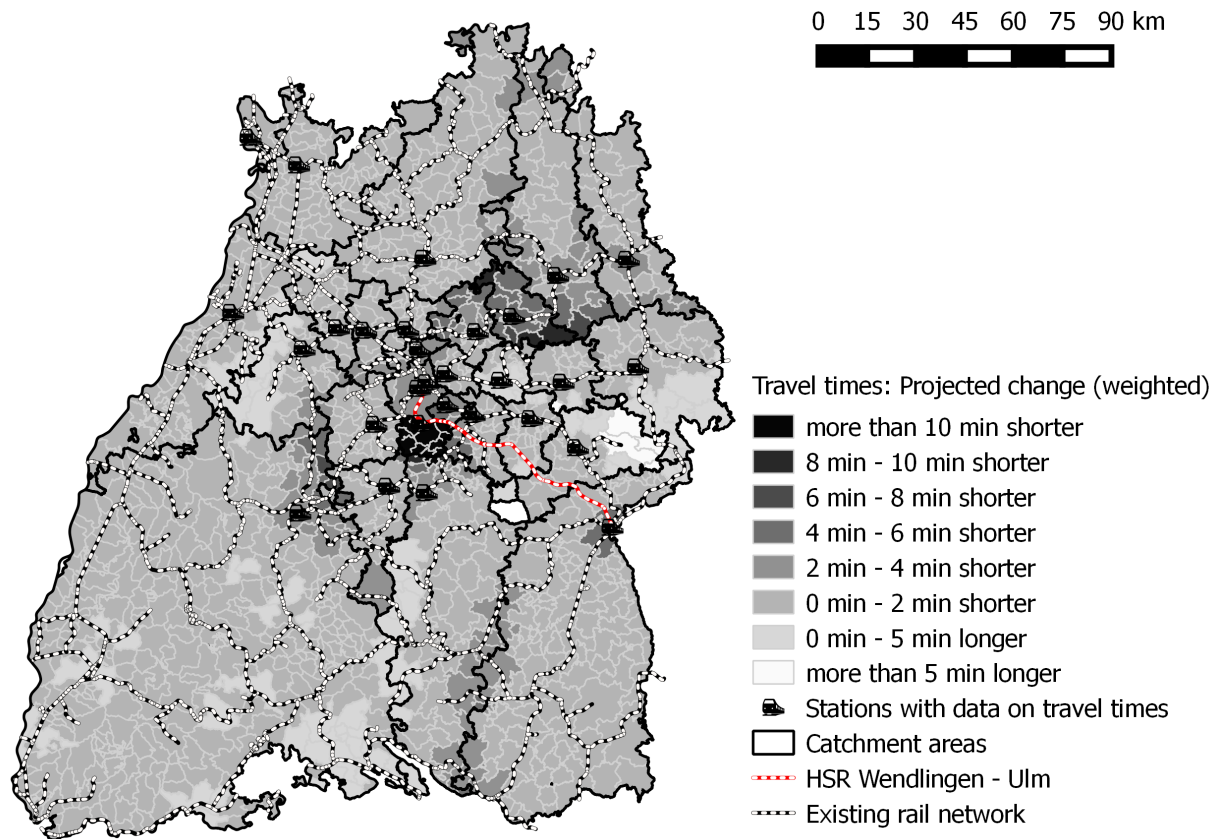 0 15 30 45 60 75 90 km
Travel times: Projected change (weighted)
more than 10 min shorter
8 min - 10 min shorter
6 min - 8 min shorter
4 min - 6 min shorter
2 min - 4 min shorter
0 min - 2 min shorter
0 min - 5 min longer
more than 5 min longer
Stations with data on travel times
Catchment areas
HSR Wendlingen - Ulm
Existing rail network